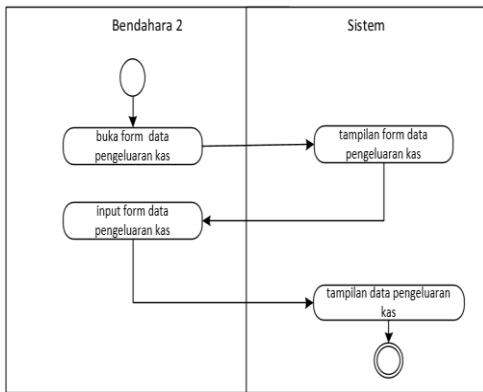 Bendahara 2
Sistem
buka form data
pengeluaran kas
tampilan form data
pengeluaran kas
input form data
pengeluaran kas
tampilan data pengeluaran
kas